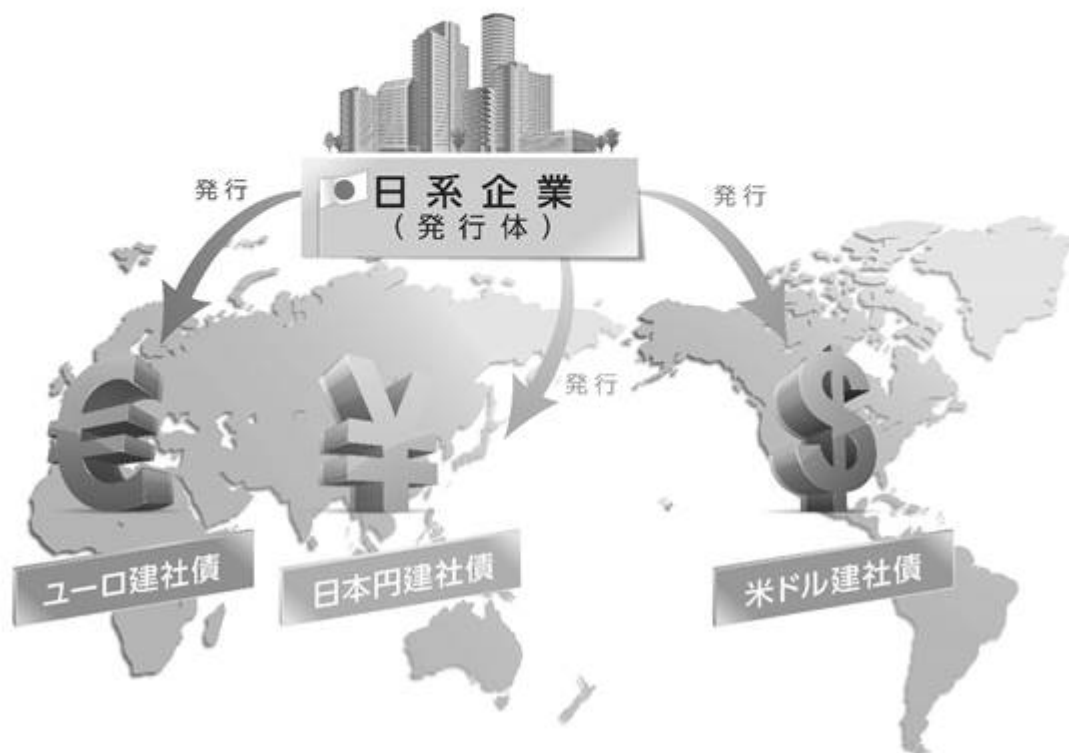 発行
日系企業
(発行体)
発行
発行
ユーロ建社債
日本円建社債
米ドル建社債